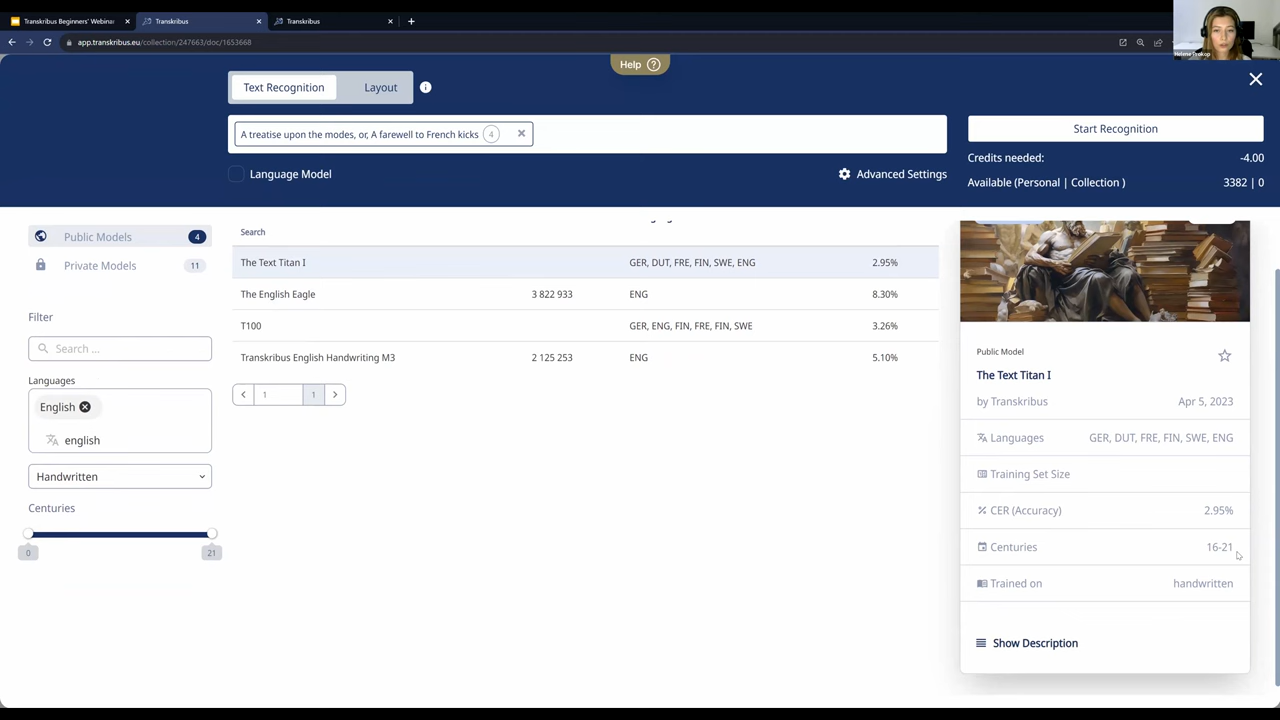 Transkribus Beginners' Webina
Transkribus
Transkribus
app.transkribus.eu/collection/247663/doc/1653668
Helene Prokop
Help ?
Text Recognition Layout
A treatise upon the modes, or, A farewell to French kicks 4
Start Recognition
Credits needed: -4.00
Language Model
Advanced Settings
Available (Personal | Collection ) 3382 | 0
Public Models 4
Private Models 11
Filter
Search ...
Languages
English
english
Handwritten
Centuries
0 21
Search
The Text Titan I GER, DUT, FRE, FIN, SWE, ENG 2.95%
The English Eagle 3 822 933 ENG 8.30%
T100 GER, ENG, FIN, FRE, FIN, SWE 3.26%
Transkribus English Handwriting M3 2 125 253 ENG 5.10%
1 1
Public Model
The Text Titan I
by Transkribus Apr 5, 2023
Languages GER, DUT, FRE, FIN, SWE, ENG
Training Set Size
CER (Accuracy) 2.95%
Centuries 16-21
Trained on handwritten
Show Description